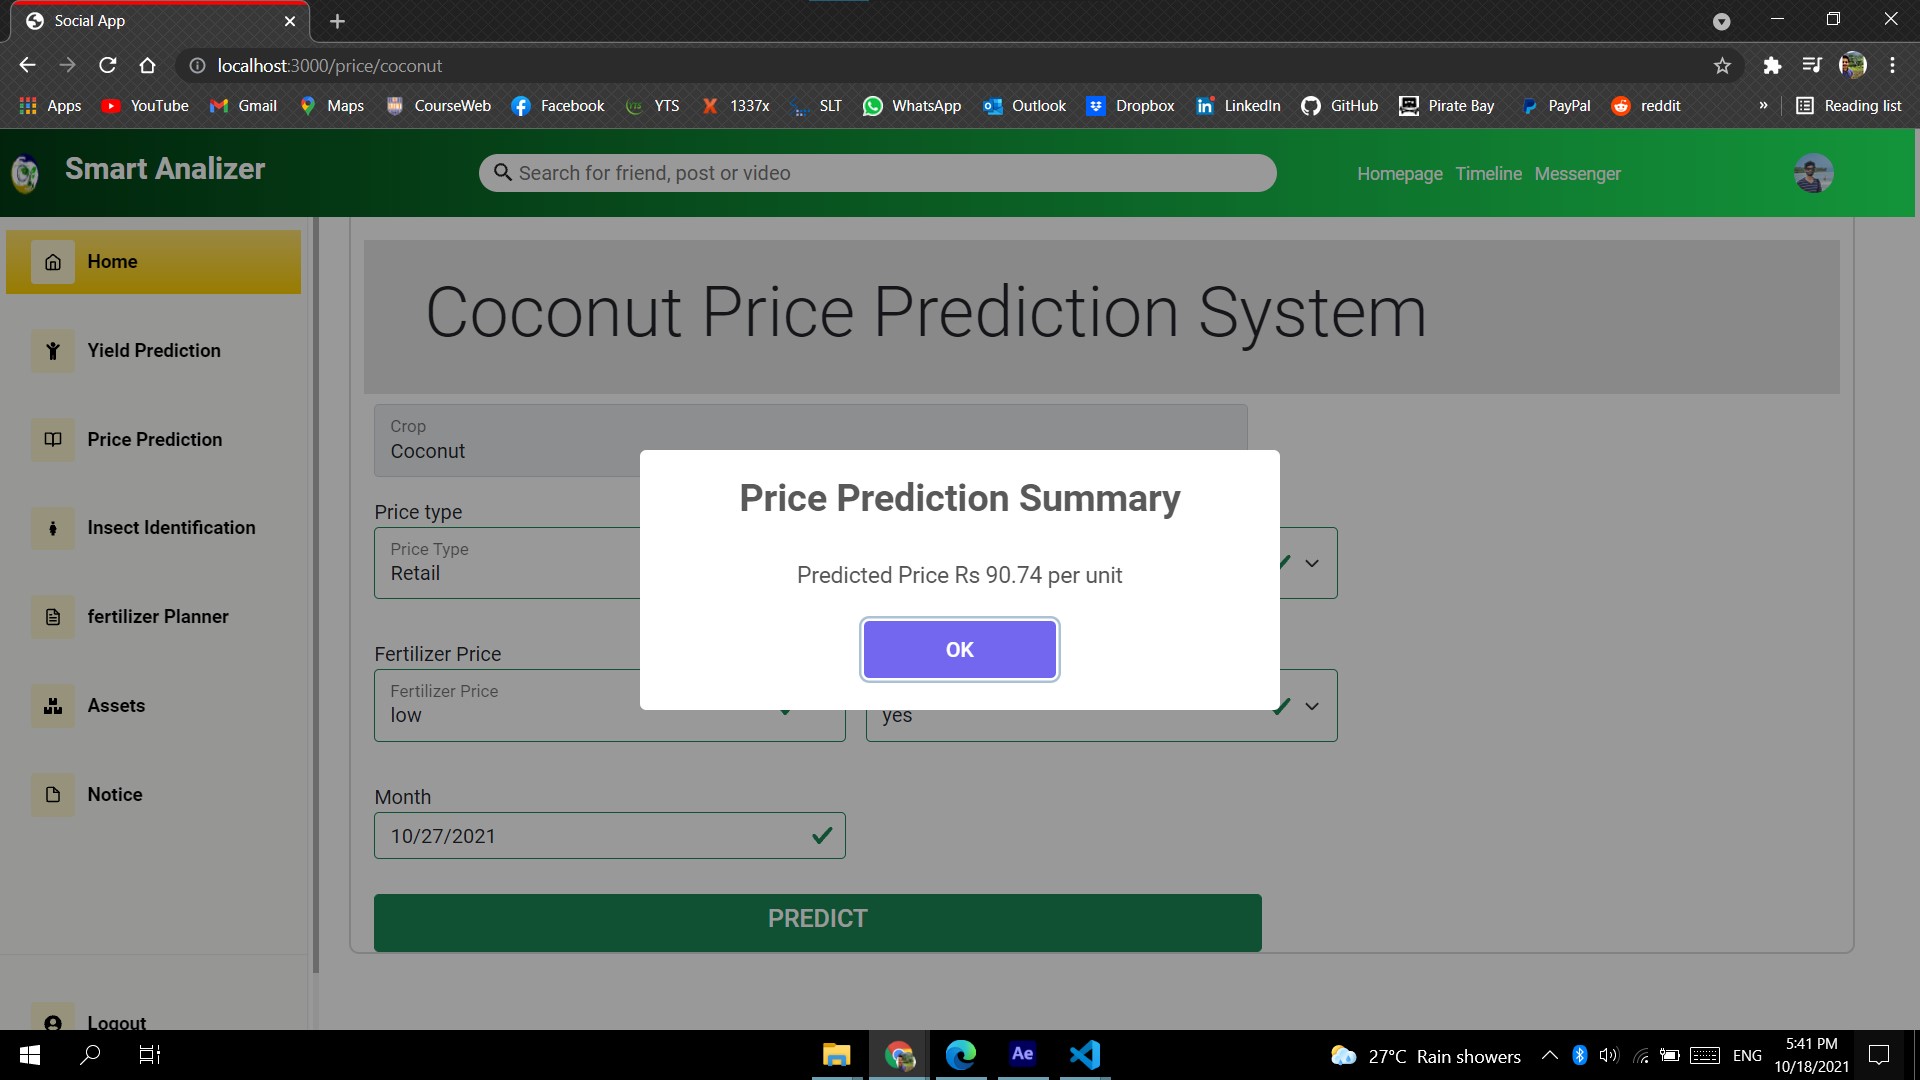 Social App
localhost:3000/price/coconut
Apps YouTube Gmail Maps CourseWeb Facebook YTS 1337x SLT WhatsApp Outlook Dropbox LinkedIn GitHub Pirate Bay PayPal reddit » Reading list
Smart Analizer
Search for friend, post or video
Homepage Timeline Messenger
Home
Yield Prediction
Price Prediction
Insect Identification
fertilizer Planner
Assets
Notice
Logout
Coconut Price Prediction System
Crop
Coconut
Price type
Price Type
Retail
Price Prediction Summary
Predicted Price Rs 90.74 per unit
OK
Fertilizer Price
Fertilizer Price
low
yes
Month
10/27/2021
PREDICT
Ae
27°C Rain showers
ENG
5:41 PM
10/18/2021